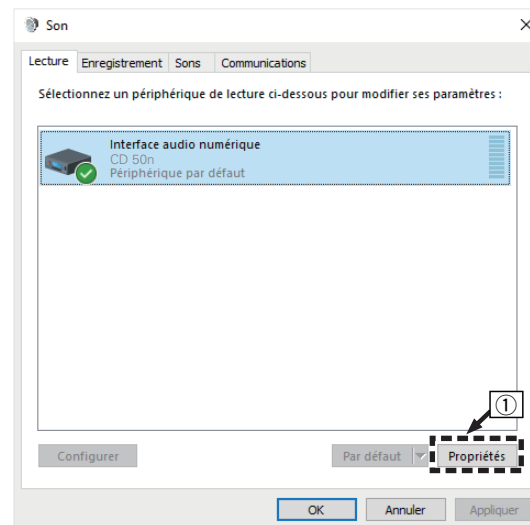 Son
Lecture Enregistrement Sons Communications
Sélectionnez un périphérique de lecture ci-dessous pour modifier ses paramètres :
Interface audio numérique
CD 50n
Périphérique par défaut
①
Configurer Par défaut Propriétés
OK Annuler Appliquer